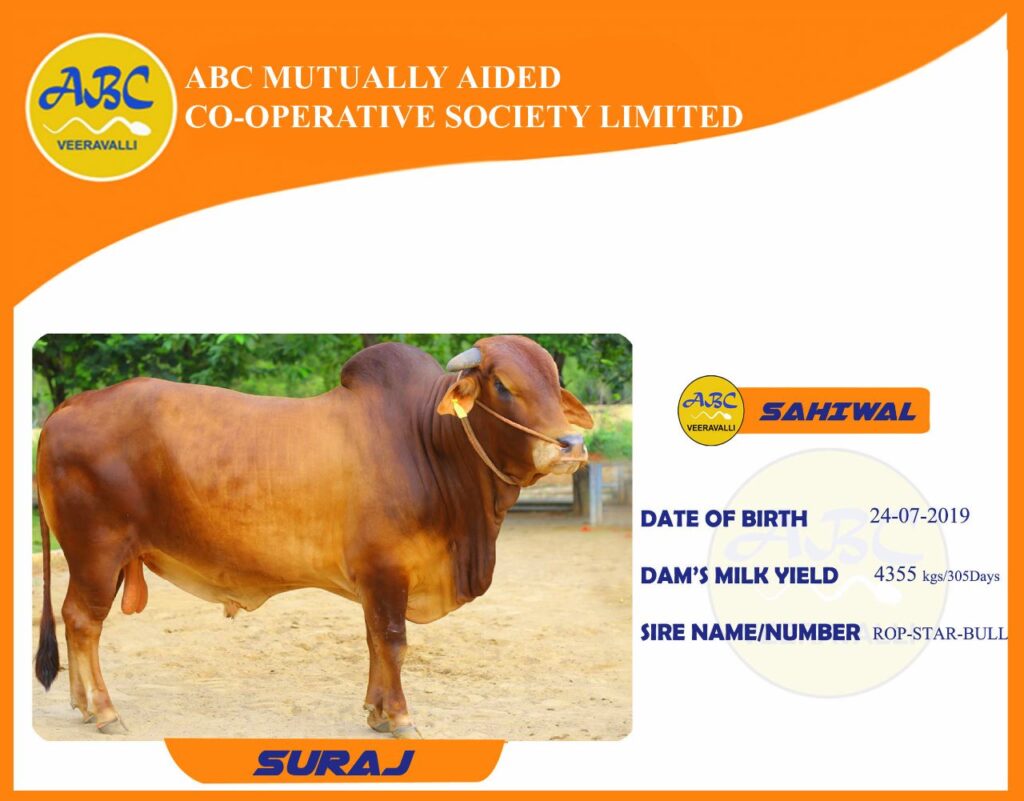 ABC
VEERAVALLI
ABC MUTUALLY AIDED
CO-OPERATIVE SOCIETY LIMITED
ABC
VEERAVALLI
SAHIWAL
DATE OF BIRTH 24-07-2019
DAM'S MILK YIELD 4355 kgs/305Days
SIRE NAME/NUMBER ROP-STAR-BULL
SURAJ